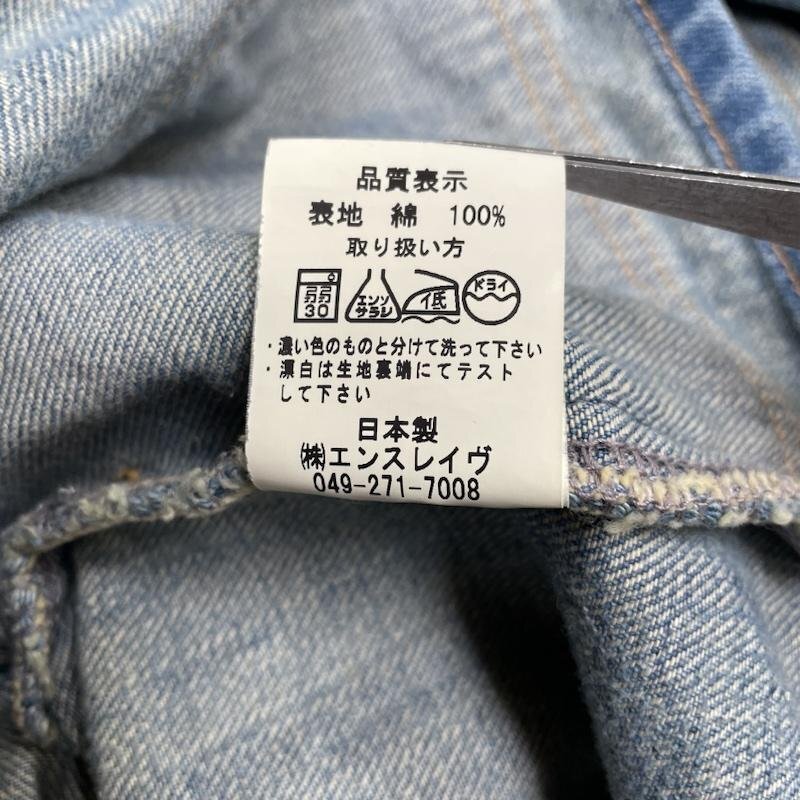 品質表示
表地 綿 100%
取り扱い方
弱 30 エンソ サラシ 低 ドライ
・濃い色のものと分けて洗って下さい
・漂白は生地裏端にてテスト
して下さい
日本製
㈱エンスレイヴ
049-271-7008